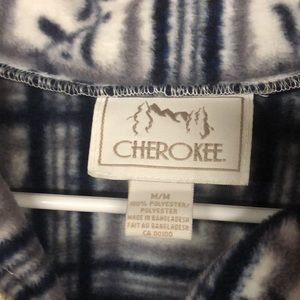 CHEROKEE.
M/M
100% POLYESTER/
POLYESTER
MADE IN BANGLADESH
FAIT AU BANGLADESH
CA 00100